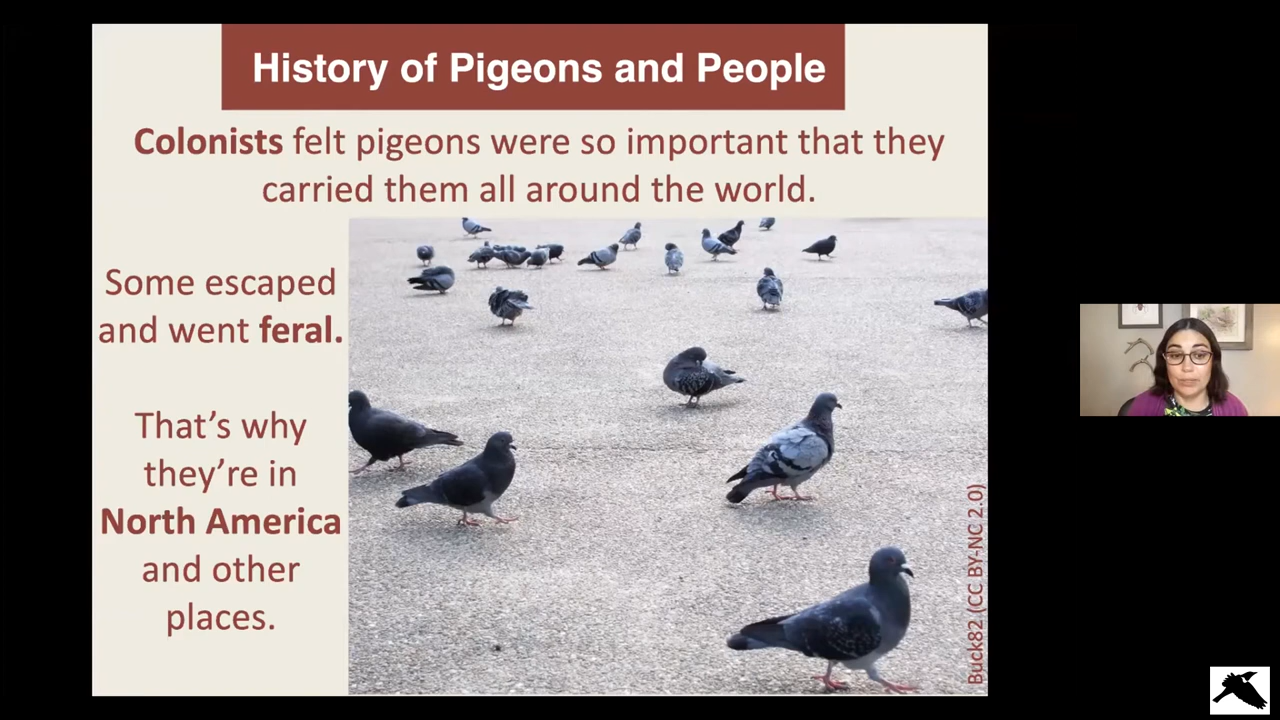 History of Pigeons and People
Colonists felt pigeons were so important that they
carried them all around the world.
Some escaped
and went feral.
That's why
they're in
North America
and other
places.
Buck82 (CC BY-NC 2.0)